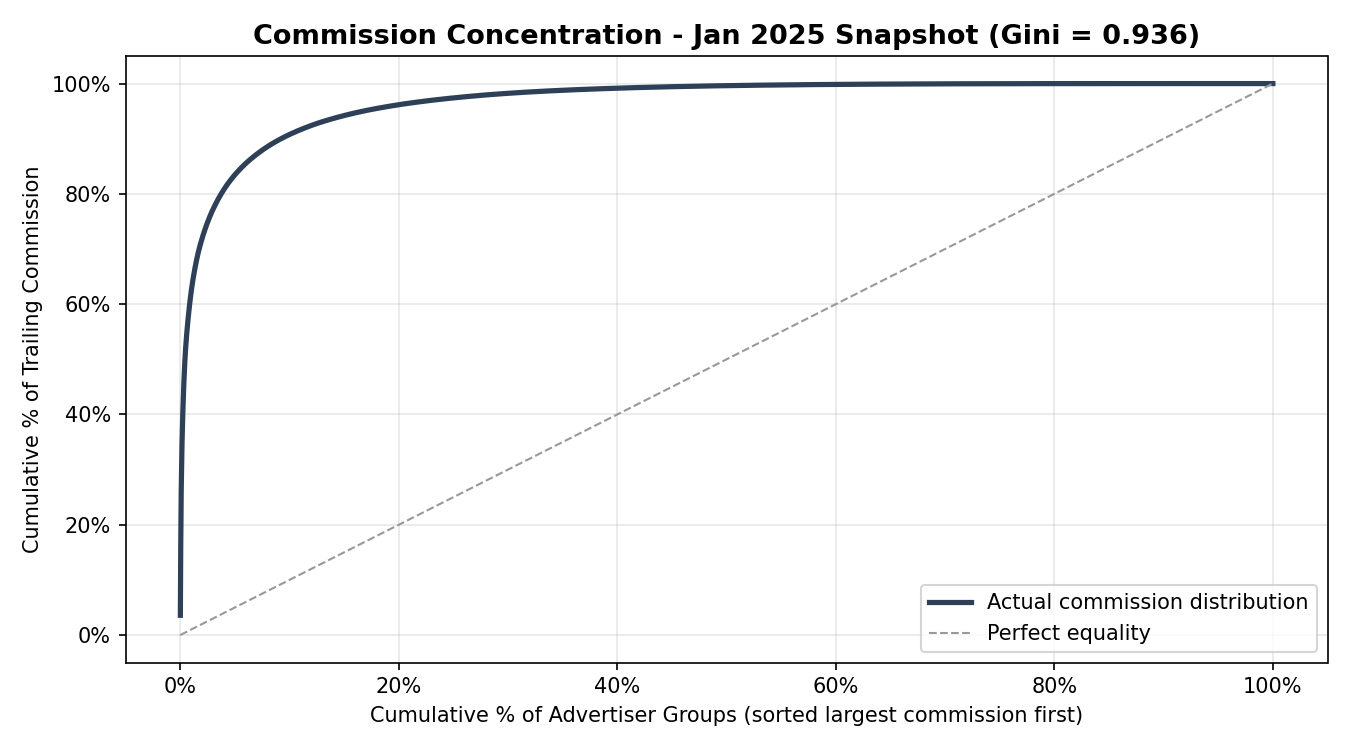 Commission Concentration - Jan 2025 Snapshot (Gini = 0.936)
Cumulative % of Trailing Commission
100%
80%
60%
40%
20%
0%
0%
20%
40%
60%
80%
100%
Cumulative % of Advertiser Groups (sorted largest commission first)
Actual commission distribution
Perfect equality